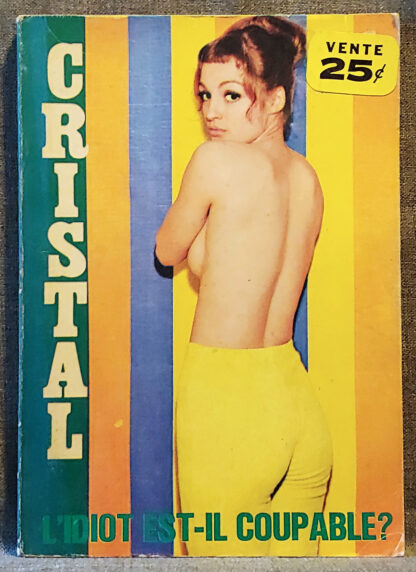 CRISTAL
VENTE
25¢
L'IDIOT EST-IL COUPABLE?